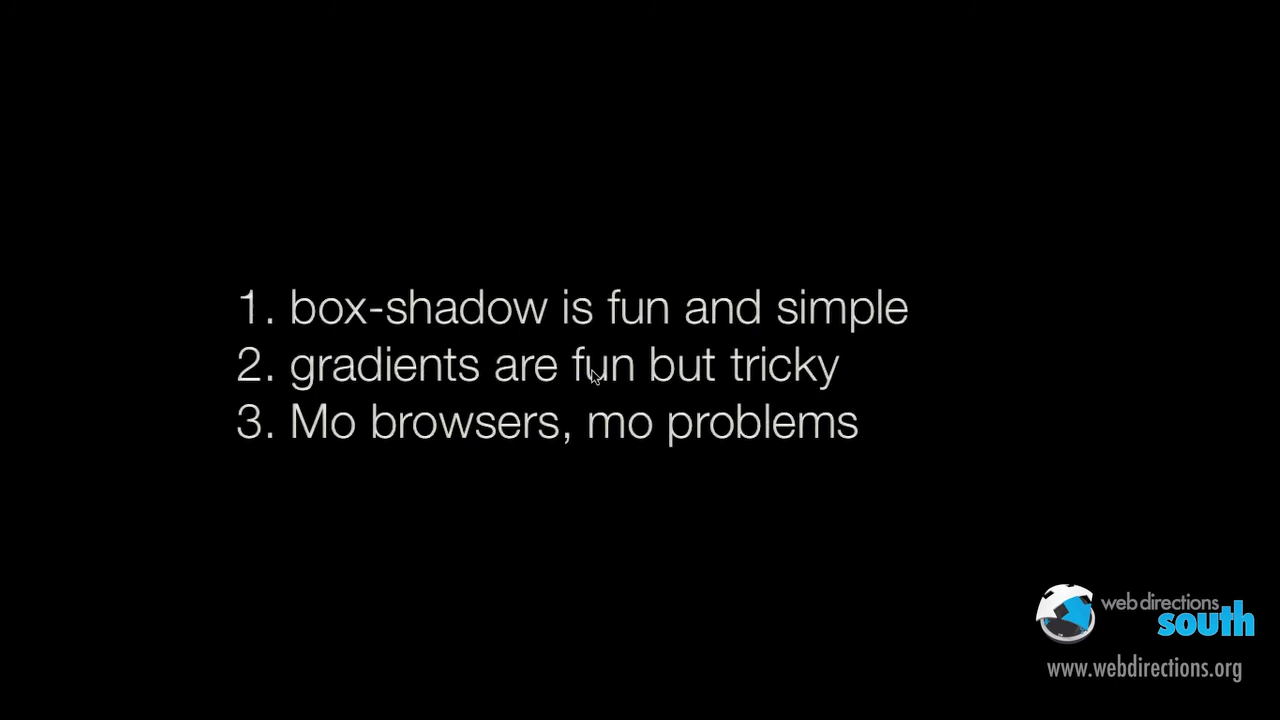 1. box-shadow is fun and simple
2. gradients are fun but tricky
3. Mo browsers, mo problems
web directions
south
www.webdirections.org